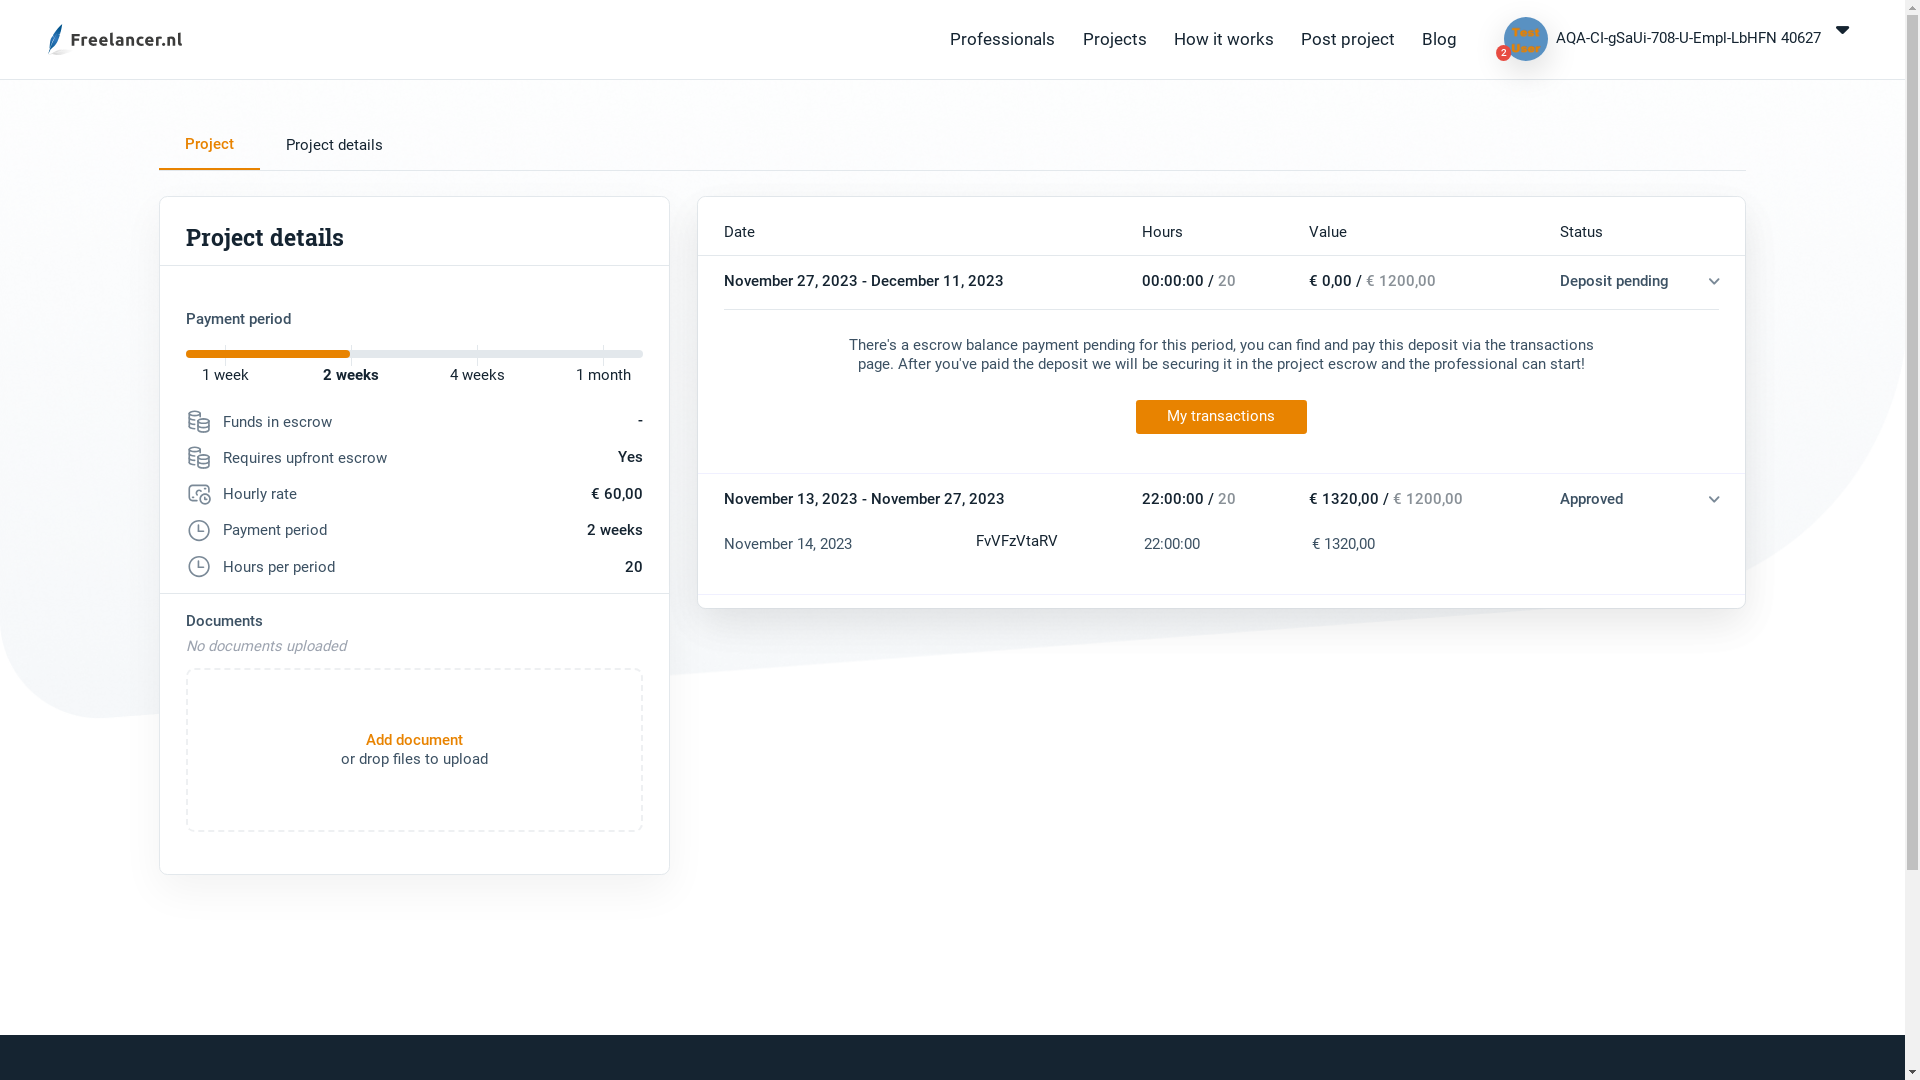 Freelancer.nl
Professionals
Projects
How it works
Post project
Blog
Test
User
2
AQA-CI-gSaUi-708-U-Empl-LbHFN 40627
Project
Project details
Project details
Payment period
1 week
2 weeks
4 weeks
1 month
Funds in escrow -
Requires upfront escrow Yes
Hourly rate € 60,00
Payment period 2 weeks
Hours per period 20
Documents
No documents uploaded
Add document
or drop files to upload
Date Hours Value Status
November 27, 2023 - December 11, 2023 00:00:00 / 20 € 0,00 / € 1200,00 Deposit pending
There's a escrow balance payment pending for this period, you can find and pay this deposit via the transactions
page. After you've paid the deposit we will be securing it in the project escrow and the professional can start!
My transactions
November 13, 2023 - November 27, 2023 22:00:00 / 20 € 1320,00 / € 1200,00 Approved
November 14, 2023 FvVFzVtaRV 22:00:00 € 1320,00